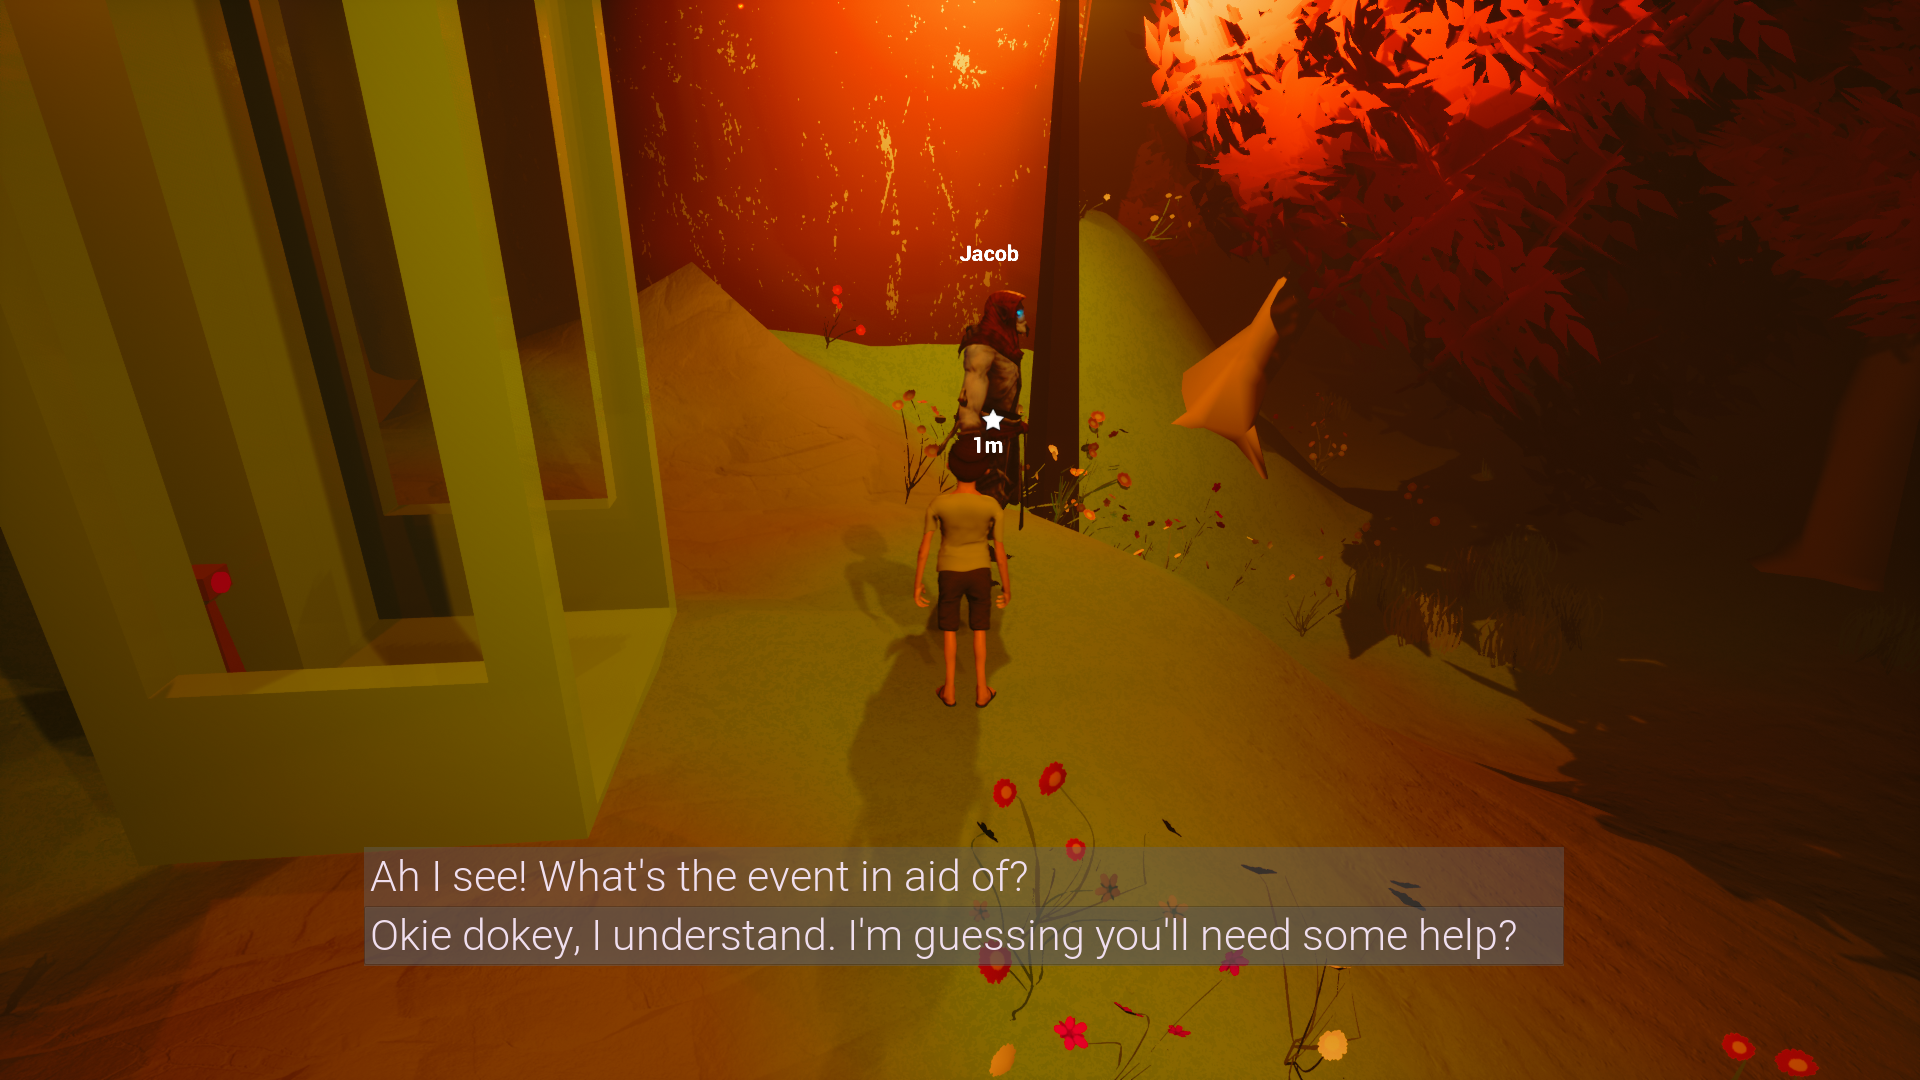 Jacob
1m
Ah I see! What's the event in aid of?
Okie dokey, I understand. I'm guessing you'll need some help?